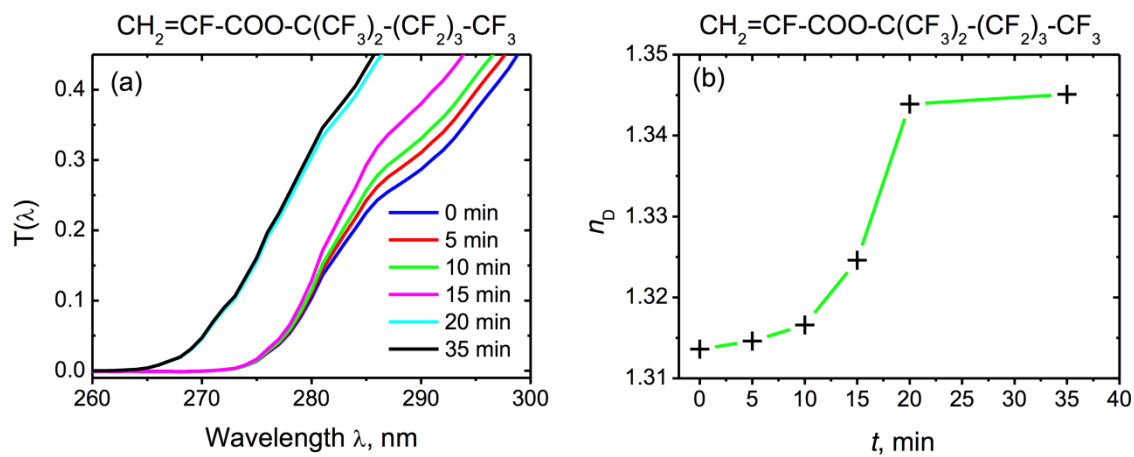 CH₂=CF-COO-C(CF₃)₂-(CF₂)₃-CF₃
(a)
T(λ)
0.4
0.3
0.2
0.1
0.0
0 min
5 min
10 min
15 min
20 min
35 min
260 270 280 290 300
Wavelength λ, nm
CH₂=CF-COO-C(CF₃)₂-(CF₂)₃-CF₃
(b)
n_D
1.35
1.34
1.33
1.32
1.31
0 5 10 15 20 25 30 35 40
t, min